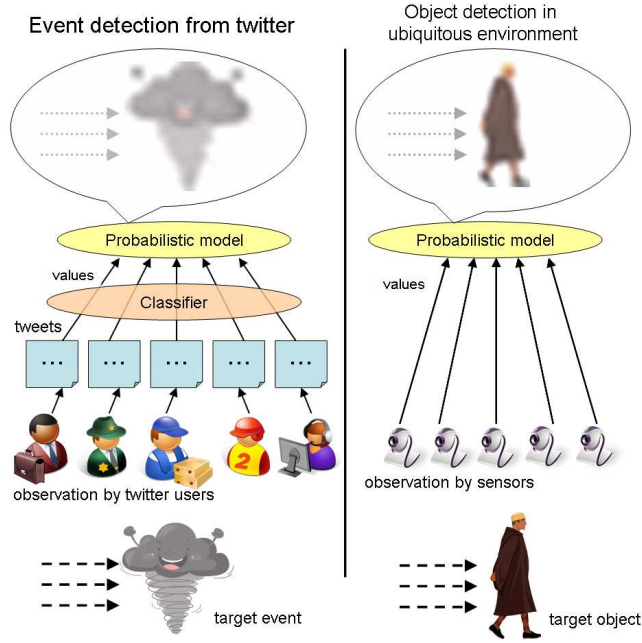 Event detection from twitter
Probabilistic model
values
Classifier
tweets
... ... ... ... ...
2
observation by twitter users
target event
Object detection in
ubiquitous environment
Probabilistic model
values
observation by sensors
target object